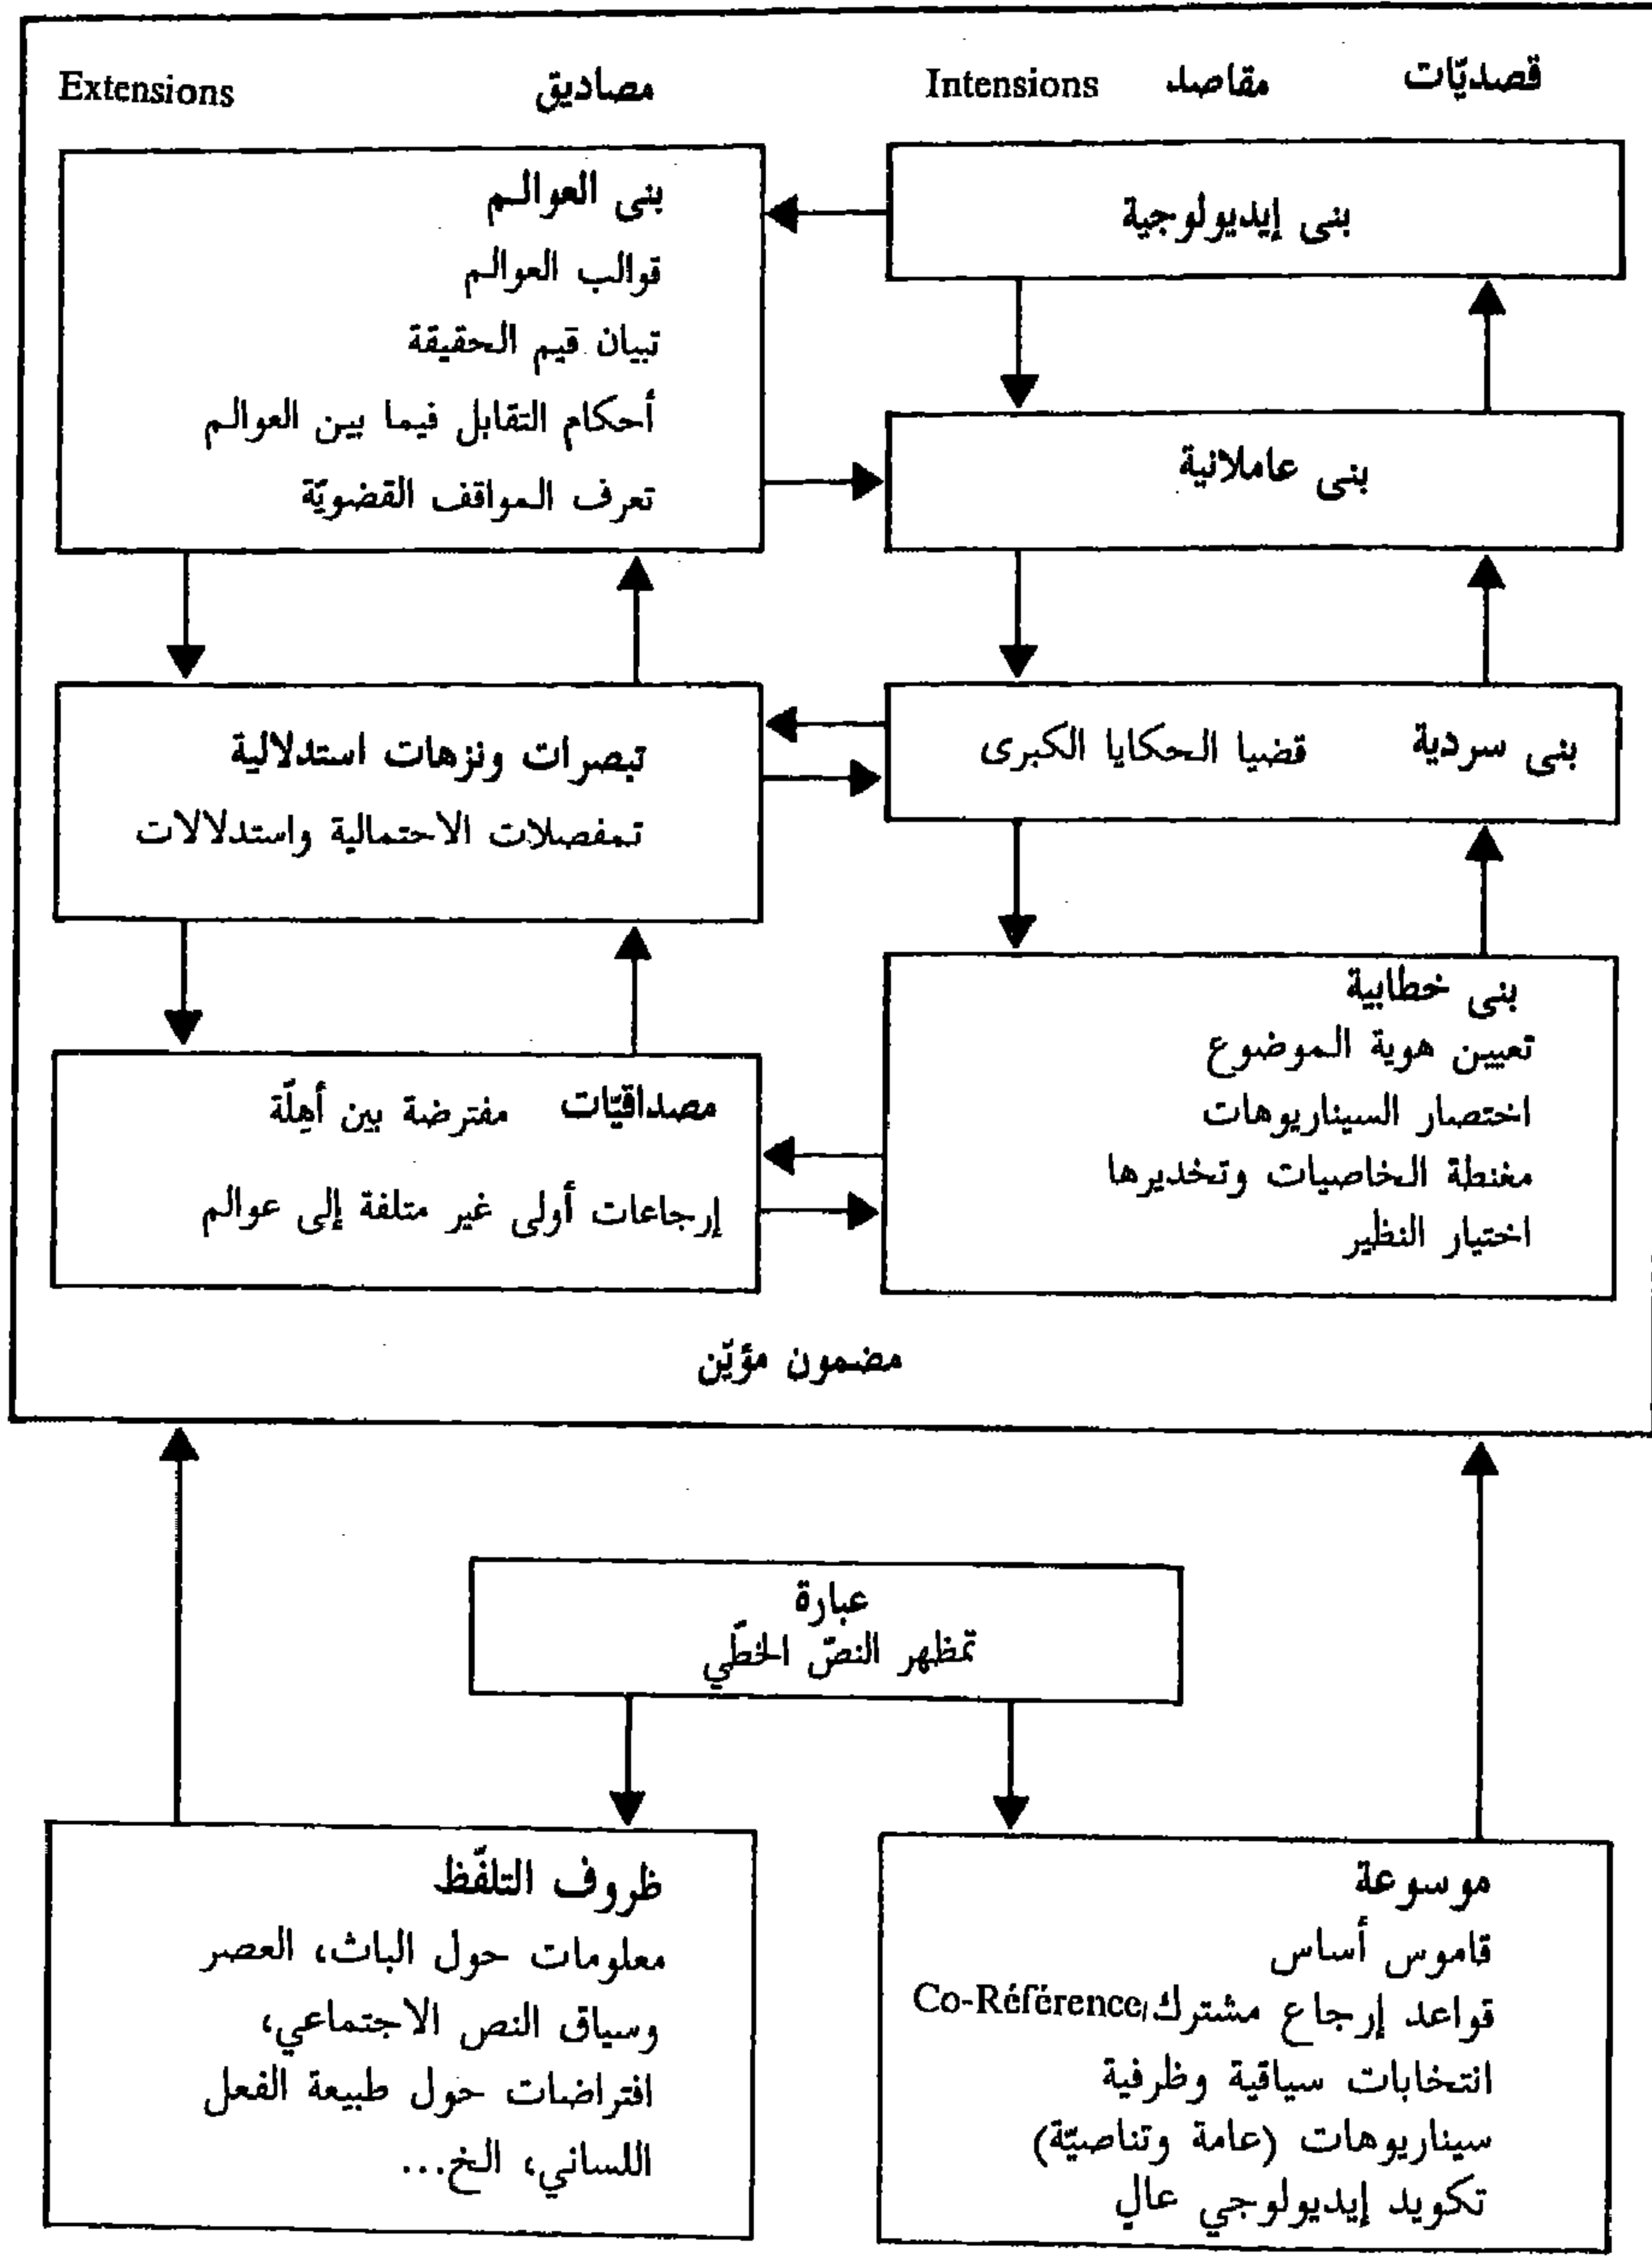 قصديّات مقاصد Intensions
مصاديق Extensions
بنى إيديولوجية
بنى العوالم
قوالب العوالم
تبيان قيم الحقيقة
أحكام التقابل فيما بين العوالم
تعرف المواقف القضويّة
بنى عاملانية
بنى سردية قضيا الحكايا الكبرى
تبصرات ونزهات استدلالية
تمفصلات الاحتمالية واستدلالات
بنى خطابية
تعيين هوية الموضوع
اختصار السيناريوهات
مغنطة الخاصيات وتخديرها
اختيار النظير
مصداقيّات مفترضة بين أهِلّة
إرجاعات أولى غير متلفة إلى عوالم
مضمون مؤيّن
عبارة
تمظهر النصّ الخطّي
موسوعة
قاموس أساس
قواعد إرجاع مشترك/Co-Référence
انتخابات سياقية وظرفية
سيناريوهات (عامة وتناصيّة)
تكويد إيديولوجي عالٍ
ظروف التلفّظ
معلومات حول الباث، العصر
وسياق النص الاجتماعي،
افتراضات حول طبيعة الفعل
اللساني، الخ...